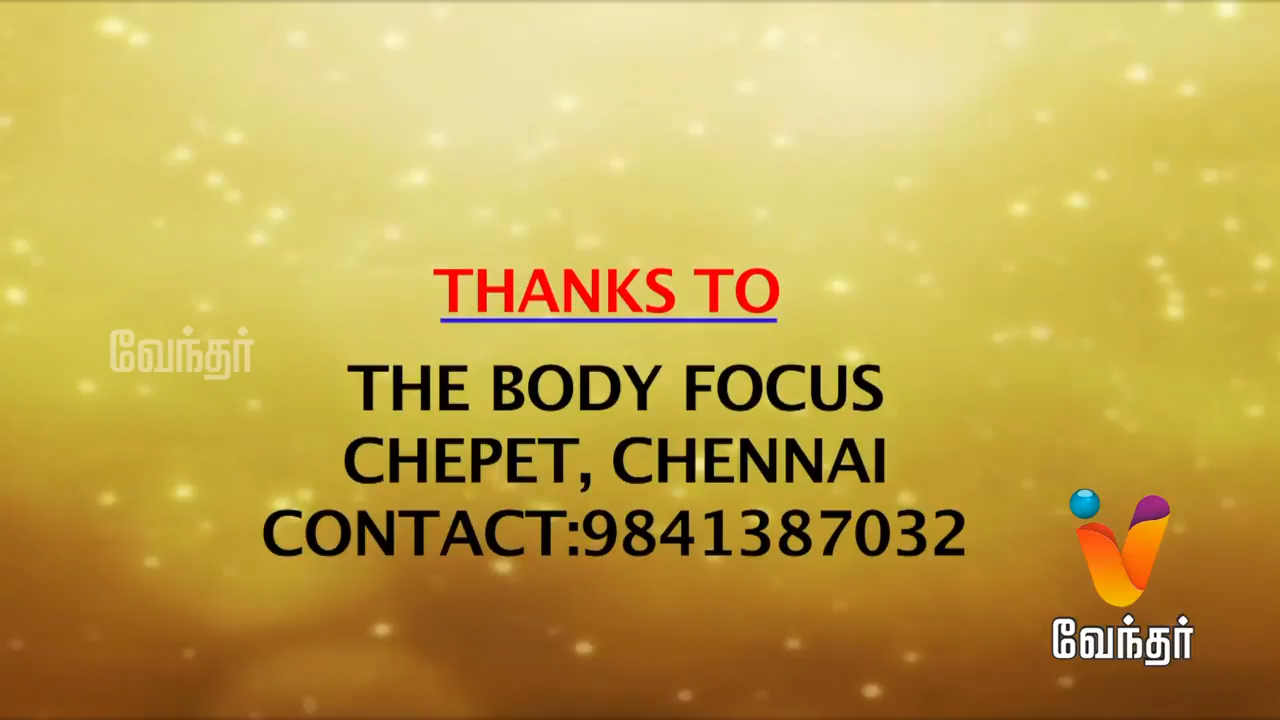 THANKS TO
வேந்தர்
THE BODY FOCUS
CHEPET, CHENNAI
CONTACT:9841387032
வேந்தர்